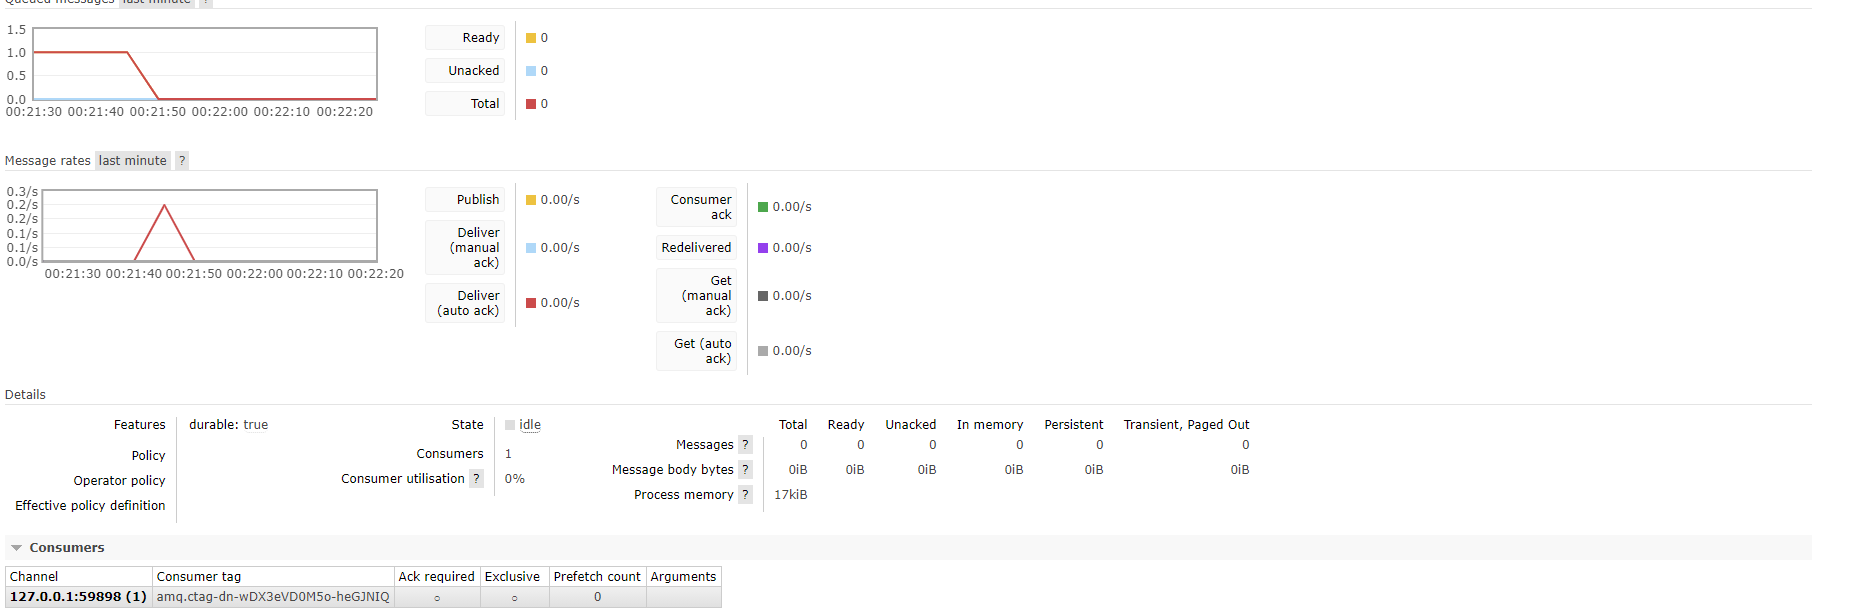 Queued messages last minute ?
1.5
1.0
0.5
0.0
00:21:30 00:21:40 00:21:50 00:22:00 00:22:10 00:22:20
Ready 0
Unacked 0
Total 0
Message rates last minute ?
0.3/s
0.2/s
0.2/s
0.1/s
0.1/s
0.0/s
00:21:30 00:21:40 00:21:50 00:22:00 00:22:10 00:22:20
Publish 0.00/s
Deliver
(manual
ack)
0.00/s
Deliver
(auto ack)
0.00/s
Consumer
ack
0.00/s
Redelivered 0.00/s
Get
(manual
ack)
0.00/s
Get (auto
ack)
0.00/s
Details
Features durable: true
Policy
Operator policy
Effective policy definition
State idle
Consumers 1
Consumer utilisation ? 0%
Total Ready Unacked In memory Persistent Transient, Paged Out
Messages ? 0 0 0 0 0 0
Message body bytes ? 0iB 0iB 0iB 0iB 0iB 0iB
Process memory ? 17kiB
Consumers
Channel Consumer tag Ack required Exclusive Prefetch count Arguments
127.0.0.1:59898 (1) amq.ctag-dn-wDX3eVD0M5o-heGJNIQ ○ ○ 0